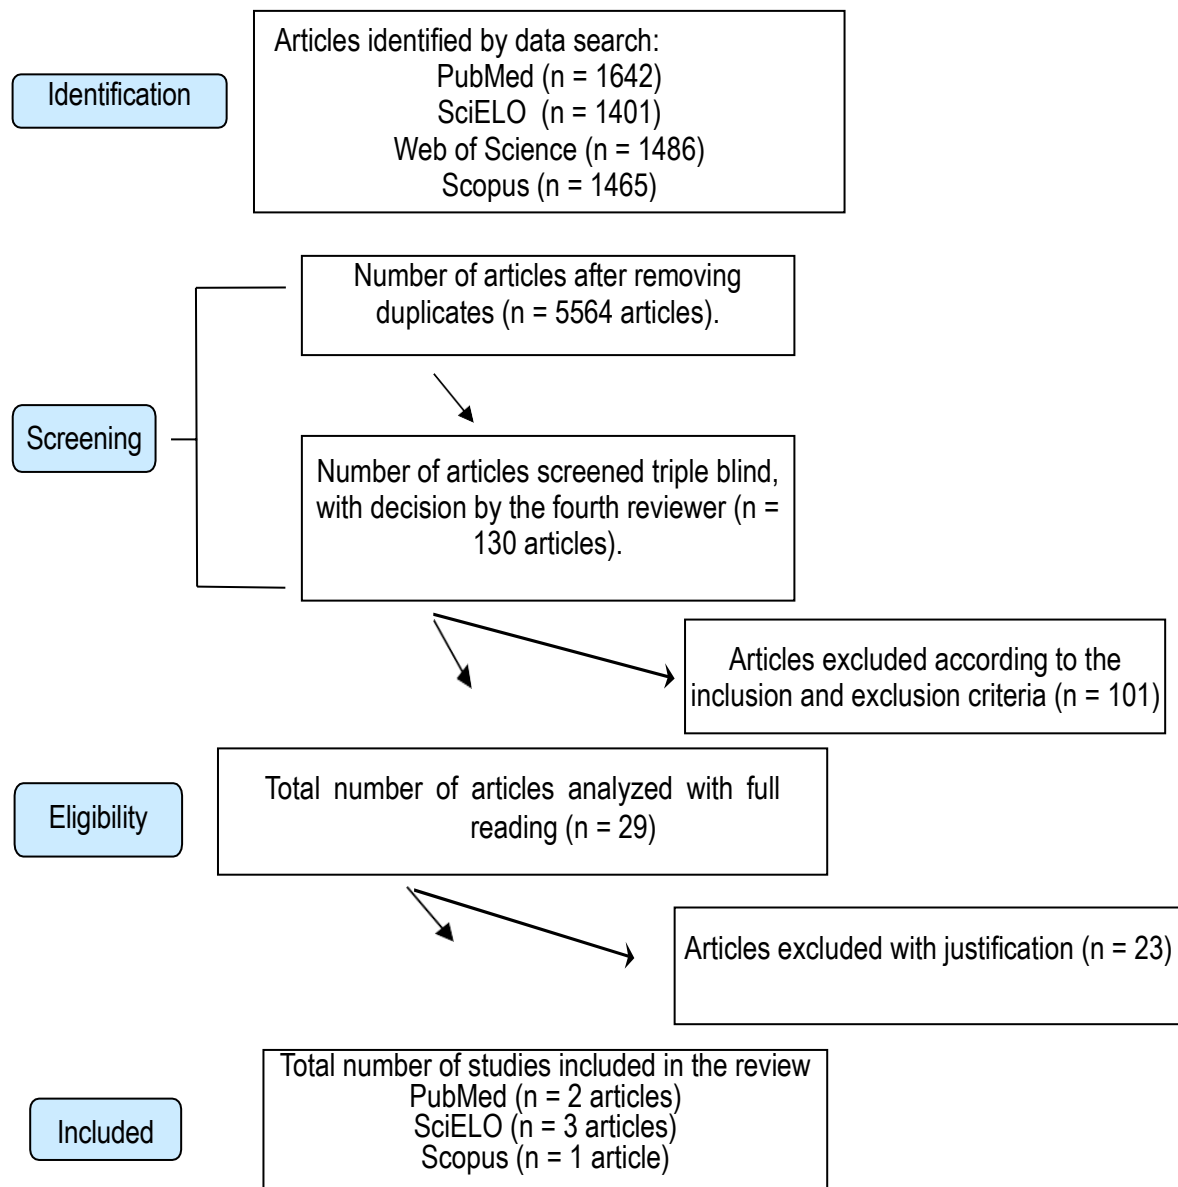 Identification
Articles identified by data search:
PubMed (n = 1642)
SciELO (n = 1401)
Web of Science (n = 1486)
Scopus (n = 1465)
Number of articles after removing
duplicates (n = 5564 articles).
Screening
Number of articles screened triple blind,
with decision by the fourth reviewer (n =
130 articles).
Articles excluded according to the
inclusion and exclusion criteria (n = 101)
Eligibility
Total number of articles analyzed with full
reading (n = 29)
Articles excluded with justification (n = 23)
Included
Total number of studies included in the review
PubMed (n = 2 articles)
SciELO (n = 3 articles)
Scopus (n = 1 article)